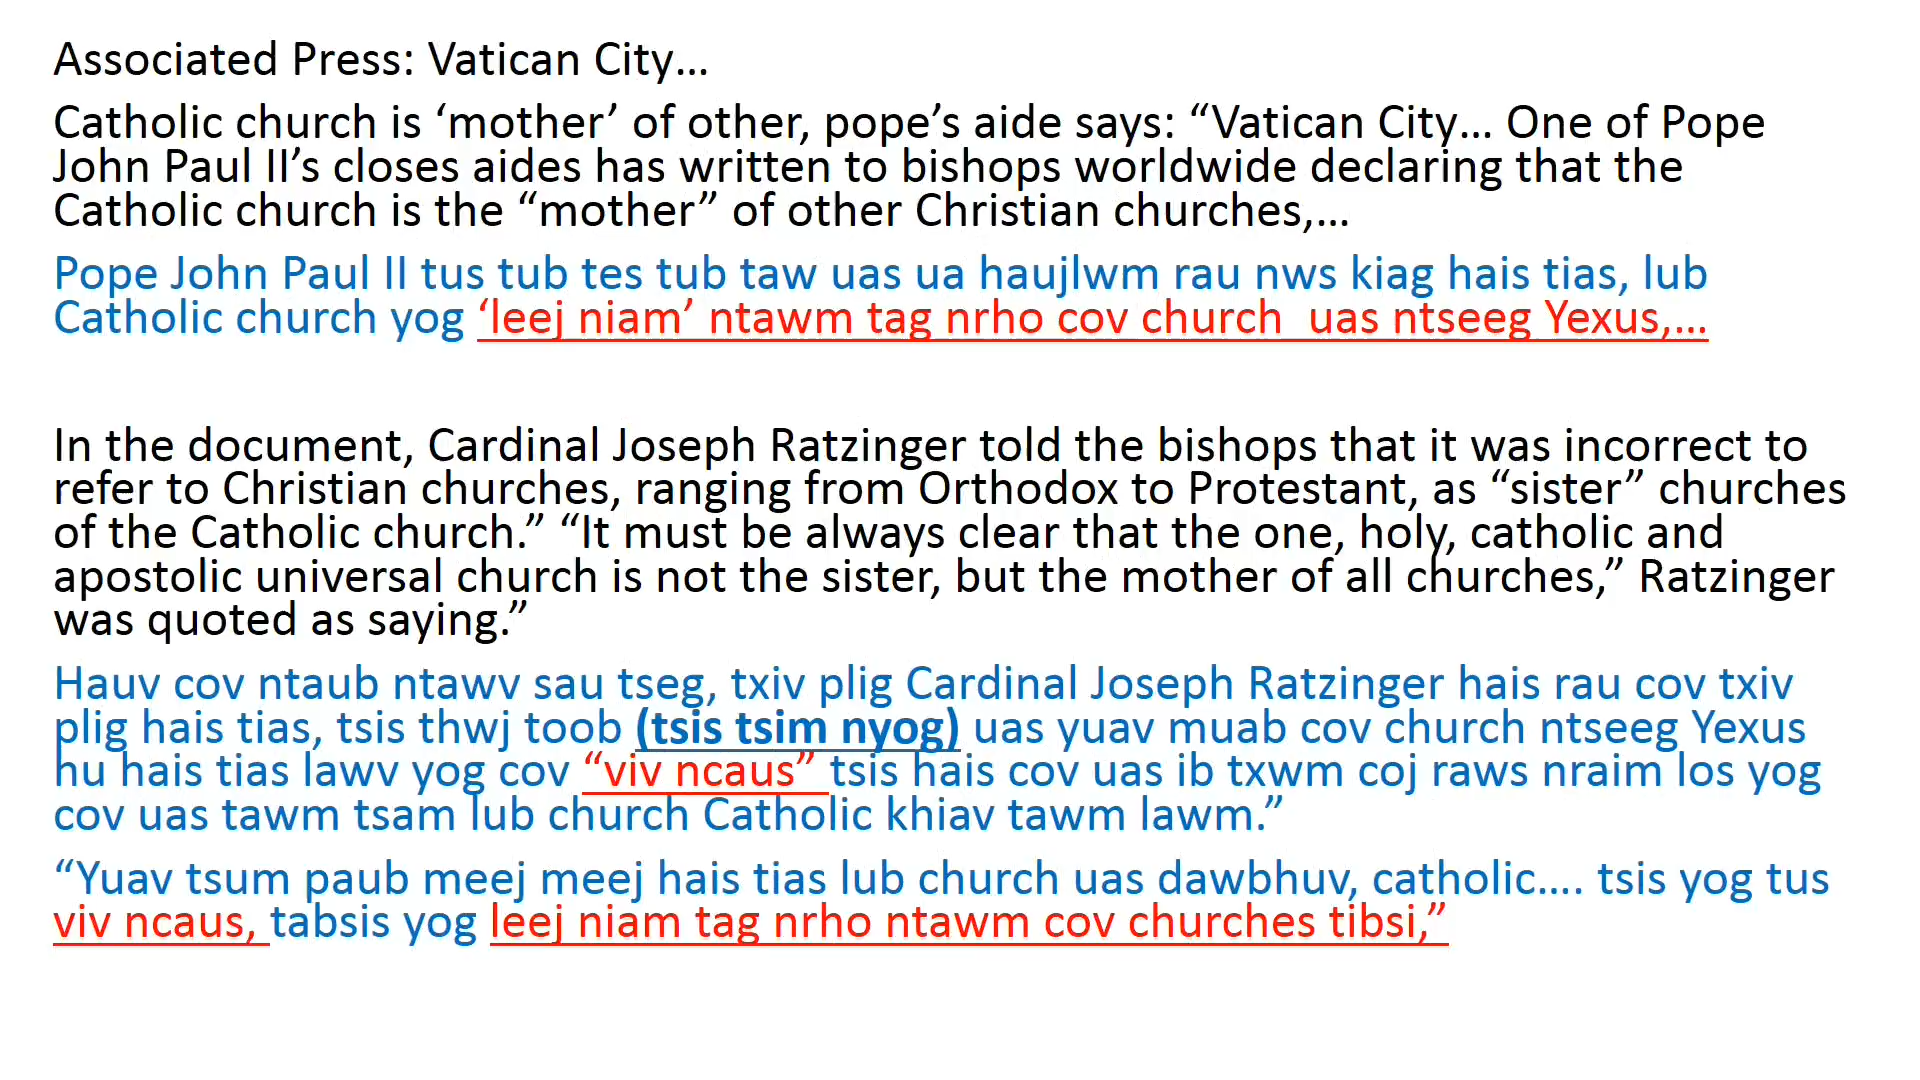 Associated Press: Vatican City…
Catholic church is ‘mother’ of other, pope’s aide says: “Vatican City… One of Pope
John Paul II’s closes aides has written to bishops worldwide declaring that the
Catholic church is the “mother” of other Christian churches,…
Pope John Paul II tus tub tes tub taw uas ua haujlwm rau nws kiag hais tias, lub
Catholic church yog ‘leej niam’ ntawm tag nrho cov church  uas ntseeg Yexus,…
In the document, Cardinal Joseph Ratzinger told the bishops that it was incorrect to
refer to Christian churches, ranging from Orthodox to Protestant, as “sister” churches
of the Catholic church.” “It must be always clear that the one, holy, catholic and
apostolic universal church is not the sister, but the mother of all churches,” Ratzinger
was quoted as saying.”
Hauv cov ntaub ntawv sau tseg, txiv plig Cardinal Joseph Ratzinger hais rau cov txiv
plig hais tias, tsis thwj toob (tsis tsim nyog) uas yuav muab cov church ntseeg Yexus
hu hais tias lawv yog cov “viv ncaus” tsis hais cov uas ib txwm coj raws nraim los yog
cov uas tawm tsam lub church Catholic khiav tawm lawm.”
“Yuav tsum paub meej meej hais tias lub church uas dawbhuv, catholic…. tsis yog tus
viv ncaus, tabsis yog leej niam tag nrho ntawm cov churches tibsi,”